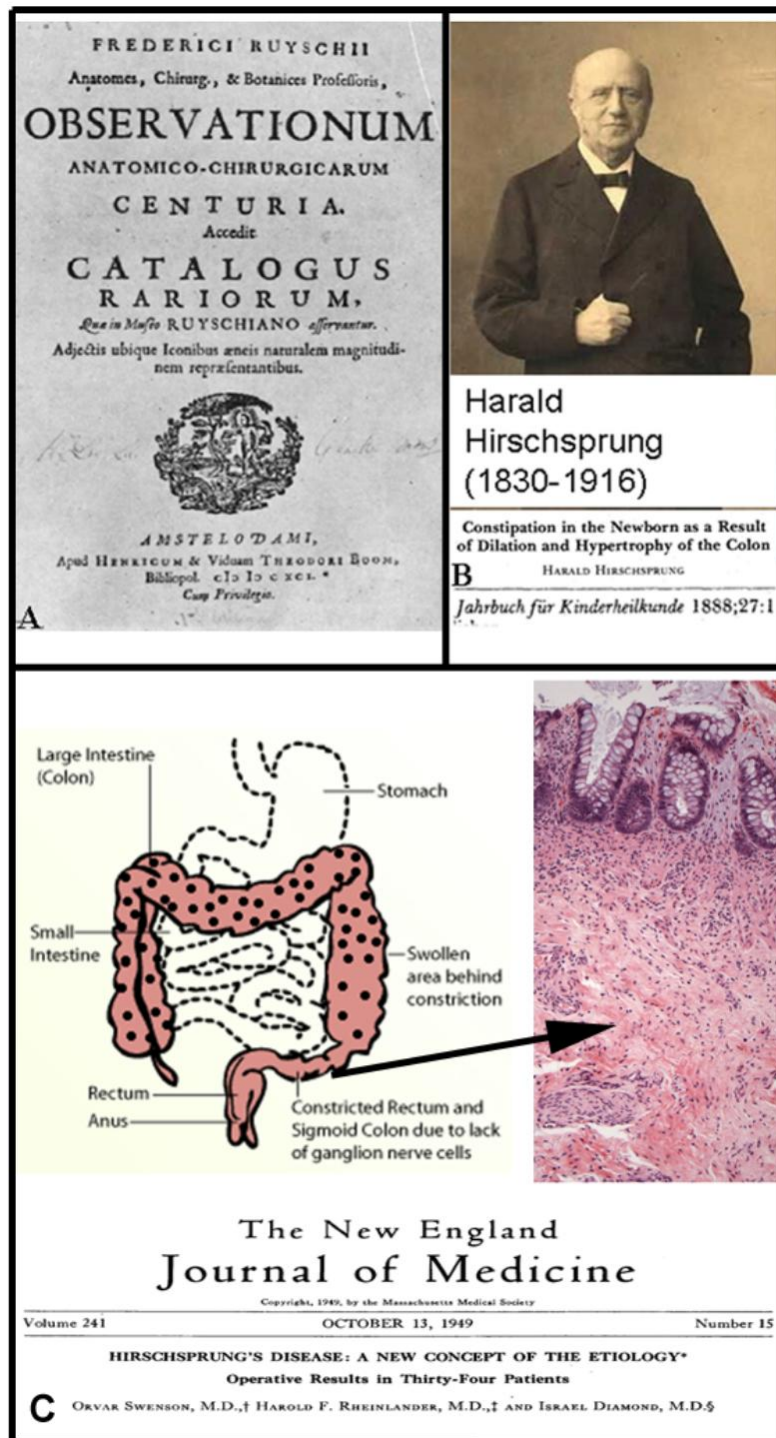 FREDERICI RUYSCHII
Anatomes, Chirurg., & Botanices Professoris,
OBSERVATIONUM
ANATOMICO-CHIRURGICARUM
CENTURIA.
Accedit
CATALOGUS
RARIORUM,
Quæ in Museo RUYSCHIANO asservantur.
Adjectis ubique Iconibus æneis naturalem magnitudi-
nem repræsentantibus.
AMSTELODAMI,
Apud HENRICUM & Viduam THEODORI BOOM,
Bibliopol. cIɔ Iɔ c xcI. *
Cum Privilegio.
A
Harald
Hirschsprung
(1830-1916)
Constipation in the Newborn as a Result
of Dilation and Hypertrophy of the Colon
B HARALD HIRSCHSPRUNG
Jahrbuch für Kinderheilkunde 1888;27:1
Large Intestine
(Colon)
Stomach
Small
Intestine
Swollen
area behind
constriction
Rectum
Anus
Constricted Rectum and
Sigmoid Colon due to lack
of ganglion nerve cells
The New England
Journal of Medicine
Copyright, 1949, by the Massachusetts Medical Society
Volume 241 OCTOBER 13, 1949 Number 15
HIRSCHSPRUNG'S DISEASE: A NEW CONCEPT OF THE ETIOLOGY*
Operative Results in Thirty-Four Patients
C ORVAR SWENSON, M.D.,† HAROLD F. RHEINLANDER, M.D.,‡ AND ISRAEL DIAMOND, M.D.§